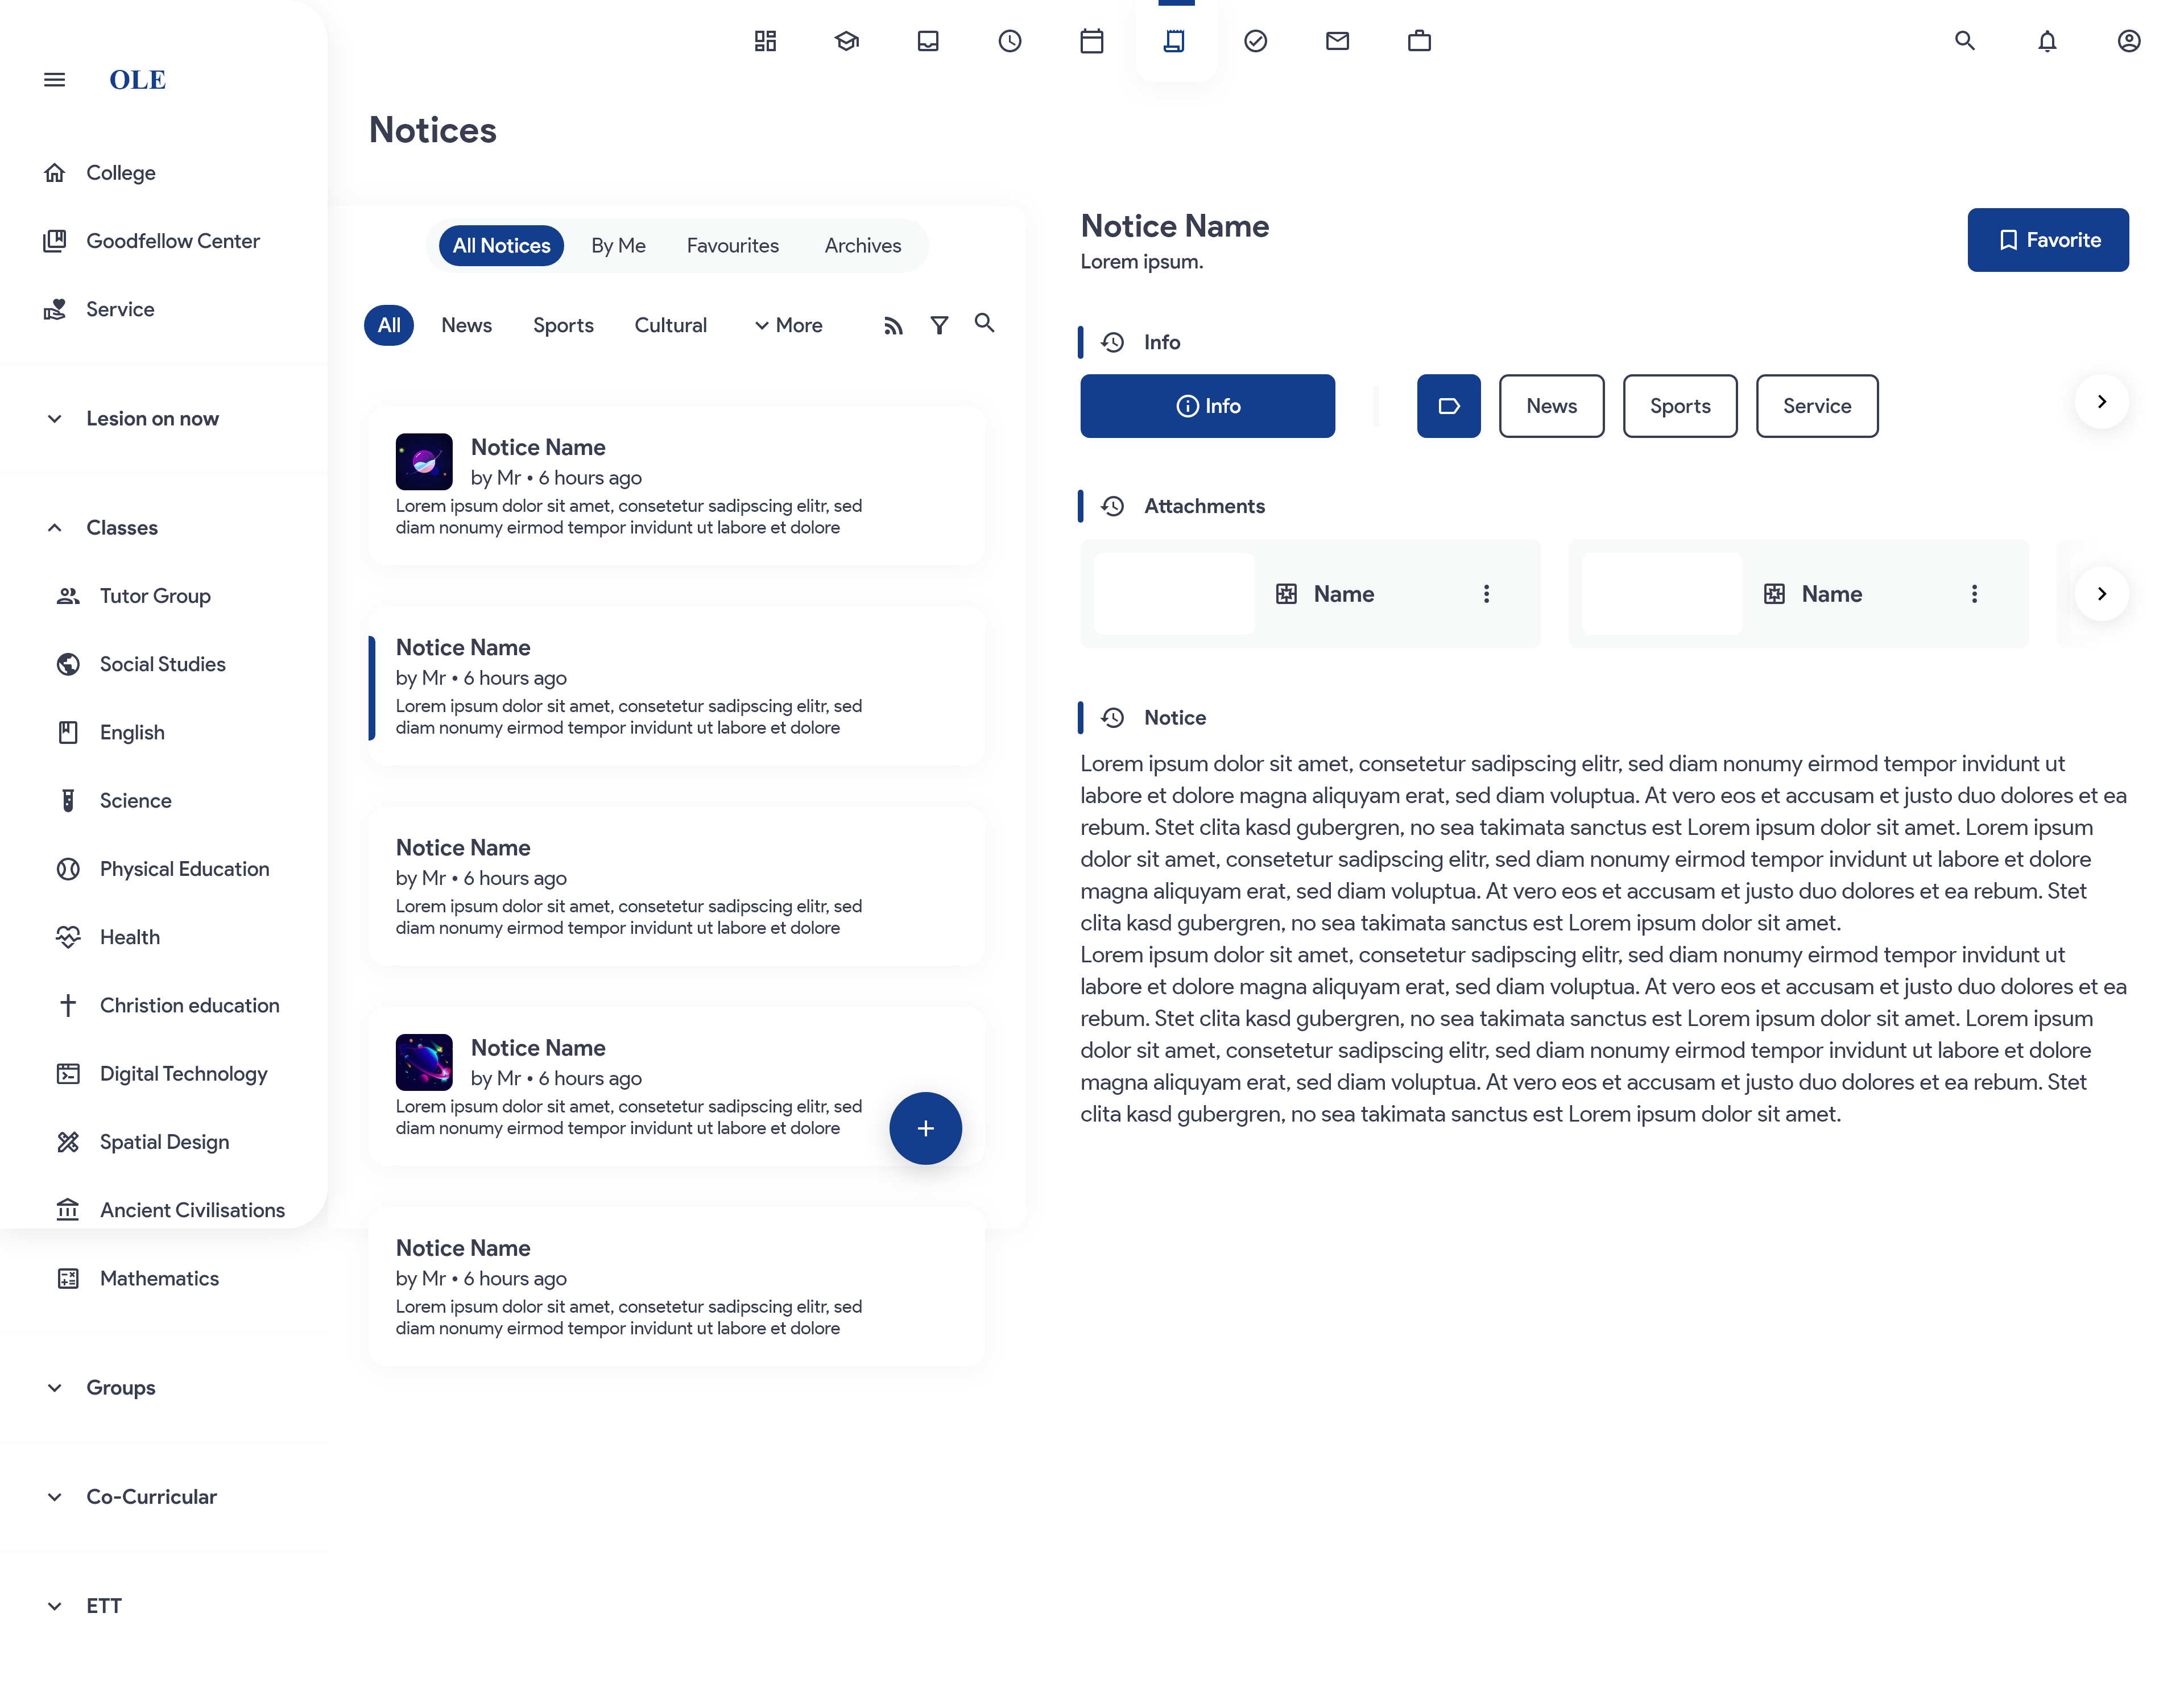 OLE
College
Goodfellow Center
Service
Lesion on now
Classes
Tutor Group
Social Studies
English
Science
Physical Education
Health
Christion education
Digital Technology
Spatial Design
Ancient Civilisations
Mathematics
Groups
Co-Curricular
ETT
Notices
All Notices By Me Favourites Archives
All News Sports Cultural More
Notice Name
by Mr • 6 hours ago
Lorem ipsum dolor sit amet, consetetur sadipscing elitr, sed
diam nonumy eirmod tempor invidunt ut labore et dolore
Notice Name
by Mr • 6 hours ago
Lorem ipsum dolor sit amet, consetetur sadipscing elitr, sed
diam nonumy eirmod tempor invidunt ut labore et dolore
Notice Name
by Mr • 6 hours ago
Lorem ipsum dolor sit amet, consetetur sadipscing elitr, sed
diam nonumy eirmod tempor invidunt ut labore et dolore
Notice Name
by Mr • 6 hours ago
Lorem ipsum dolor sit amet, consetetur sadipscing elitr, sed
diam nonumy eirmod tempor invidunt ut labore et dolore
Notice Name
by Mr • 6 hours ago
Lorem ipsum dolor sit amet, consetetur sadipscing elitr, sed
diam nonumy eirmod tempor invidunt ut labore et dolore
Notice Name
Lorem ipsum.
Favorite
Info
Info News Sports Service
Attachments
Name Name
Notice
Lorem ipsum dolor sit amet, consetetur sadipscing elitr, sed diam nonumy eirmod tempor invidunt ut
labore et dolore magna aliquyam erat, sed diam voluptua. At vero eos et accusam et justo duo dolores et ea
rebum. Stet clita kasd gubergren, no sea takimata sanctus est Lorem ipsum dolor sit amet. Lorem ipsum
dolor sit amet, consetetur sadipscing elitr, sed diam nonumy eirmod tempor invidunt ut labore et dolore
magna aliquyam erat, sed diam voluptua. At vero eos et accusam et justo duo dolores et ea rebum. Stet
clita kasd gubergren, no sea takimata sanctus est Lorem ipsum dolor sit amet.
Lorem ipsum dolor sit amet, consetetur sadipscing elitr, sed diam nonumy eirmod tempor invidunt ut
labore et dolore magna aliquyam erat, sed diam voluptua. At vero eos et accusam et justo duo dolores et ea
rebum. Stet clita kasd gubergren, no sea takimata sanctus est Lorem ipsum dolor sit amet. Lorem ipsum
dolor sit amet, consetetur sadipscing elitr, sed diam nonumy eirmod tempor invidunt ut labore et dolore
magna aliquyam erat, sed diam voluptua. At vero eos et accusam et justo duo dolores et ea rebum. Stet
clita kasd gubergren, no sea takimata sanctus est Lorem ipsum dolor sit amet.